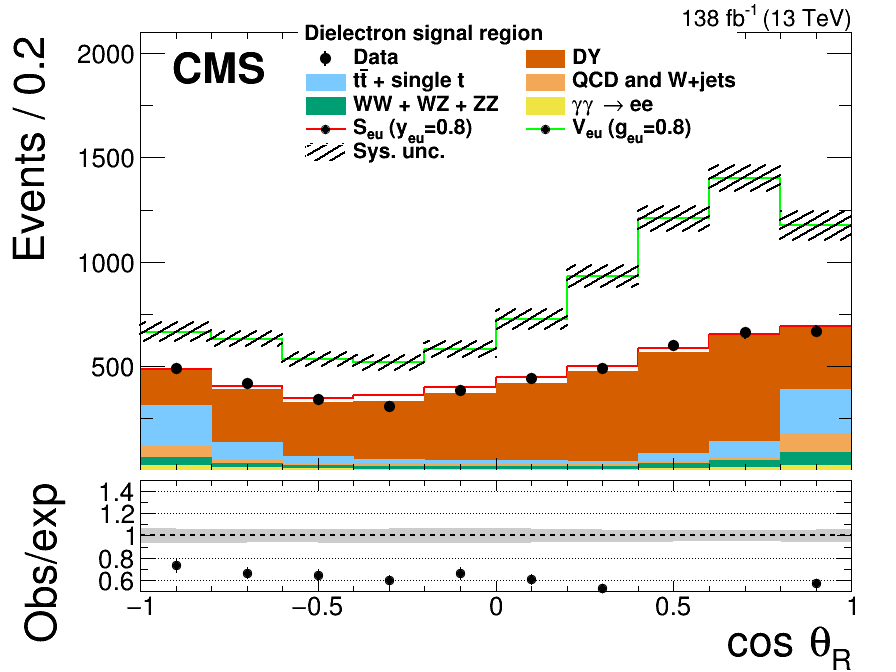 138 fb⁻¹ (13 TeV)
Events / 0.2
2000
1500
1000
500
CMS
Dielectron signal region
Data
DY
tt̄ + single t
QCD and W+jets
WW + WZ + ZZ
γγ → ee
S_eu (y_eu=0.8)
V_eu (g_eu=0.8)
Sys. unc.
Obs/exp
1.4
1.2
1
0.8
0.6
−1
−0.5
0
0.5
1
cos θ_R